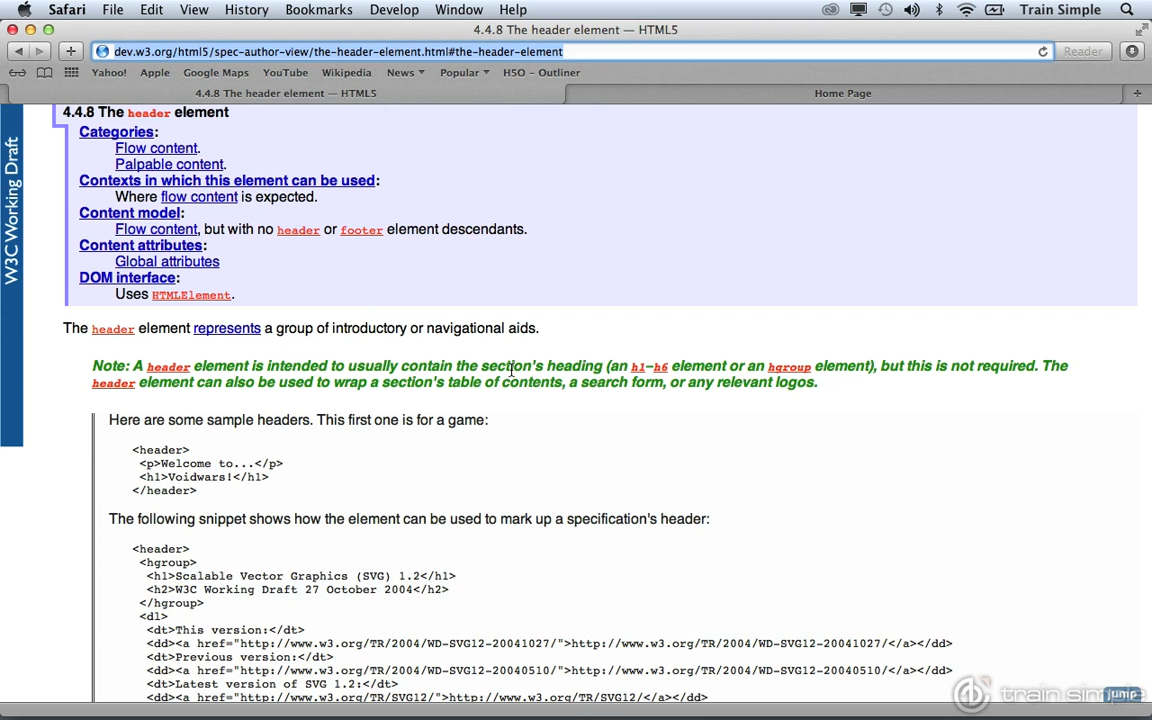 Safari File Edit View History Bookmarks Develop Window Help Train Simple
4.4.8 The header element — HTML5
dev.w3.org/html5/spec-author-view/the-header-element.html#the-header-element Reader
Yahoo! Apple Google Maps YouTube Wikipedia News ▼ Popular ▼ H5O - Outliner
4.4.8 The header element — HTML5 Home Page
W3C Working Draft
4.4.8 The header element
Categories:
Flow content.
Palpable content.
Contexts in which this element can be used:
Where flow content is expected.
Content model:
Flow content, but with no header or footer element descendants.
Content attributes:
Global attributes
DOM interface:
Uses HTMLElement.
The header element represents a group of introductory or navigational aids.
Note: A header element is intended to usually contain the section's heading (an h1–h6 element or an hgroup element), but this is not required. The
header element can also be used to wrap a section's table of contents, a search form, or any relevant logos.
Here are some sample headers. This first one is for a game:
<header>
<p>Welcome to...</p>
<h1>Voidwars!</h1>
</header>
The following snippet shows how the element can be used to mark up a specification's header:
<header>
<hgroup>
<h1>Scalable Vector Graphics (SVG) 1.2</h1>
<h2>W3C Working Draft 27 October 2004</h2>
</hgroup>
<dl>
<dt>This version:</dt>
<dd><a href="http://www.w3.org/TR/2004/WD-SVG12-20041027/">http://www.w3.org/TR/2004/WD-SVG12-20041027/</a></dd>
<dt>Previous version:</dt>
<dd><a href="http://www.w3.org/TR/2004/WD-SVG12-20040510/">http://www.w3.org/TR/2004/WD-SVG12-20040510/</a></dd>
<dt>Latest version of SVG 1.2:</dt>
<dd><a href="http://www.w3.org/TR/SVG12/">http://www.w3.org/TR/SVG12/</a></dd>
train simple